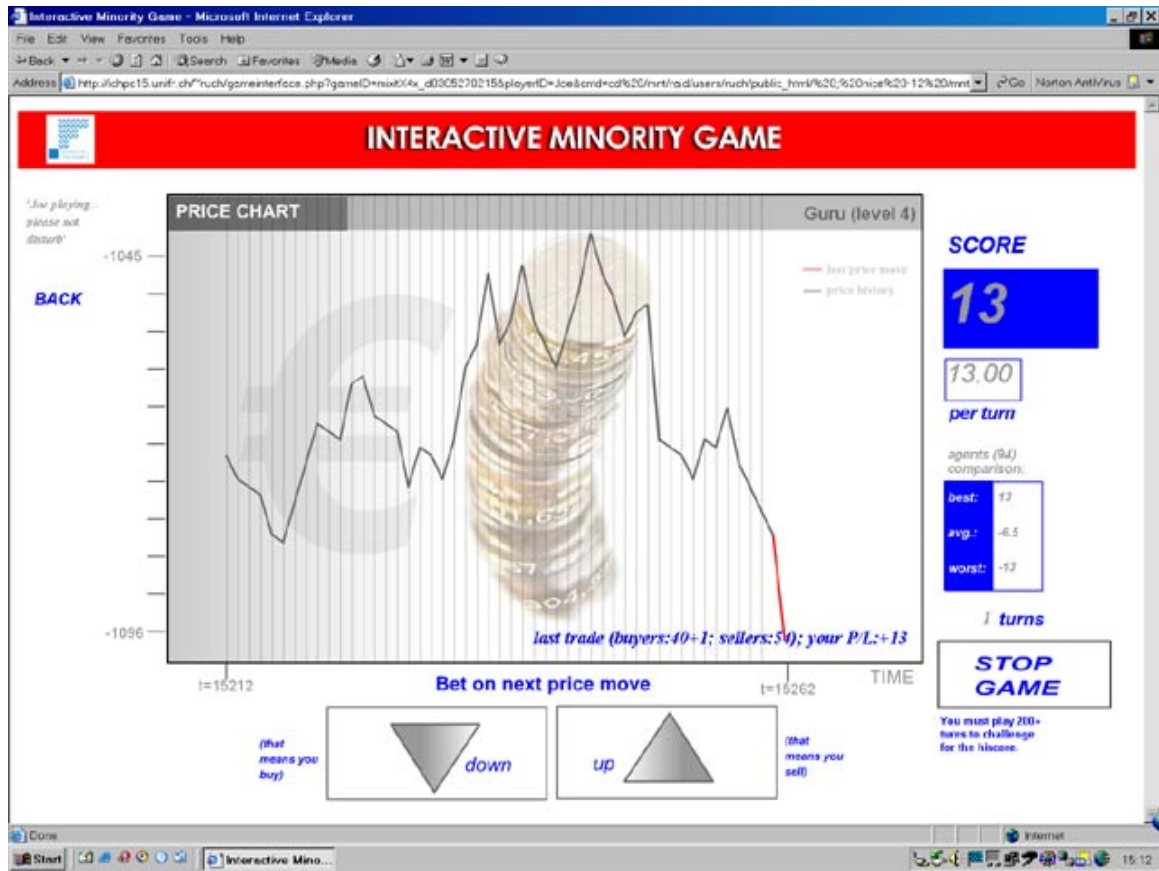 Interactive Minority Game - Microsoft Internet Explorer
File Edit View Favorites Tools Help
Back Search Favorites Media
Address Go Norton AntiVirus
INTERACTIVE MINORITY GAME
'Joe playing...
please not
disturb'
BACK
PRICE CHART
Guru (level 4)
-1045
last price move
price history
-1096
last trade (buyers:40+1; sellers:54); your P/L:+13
t=15212
t=15262
TIME
Bet on next price move
(that
means you
buy)
down
up
(that
means you
sell)
SCORE
13
13.00
per turn
agents (94)
comparison:
best: 13
avg.: -6.5
worst: -13
1 turns
STOP
GAME
You must play 200+
turns to challenge
for the hiscore.
Done
Internet
Start
Interactive Mino...
15:12